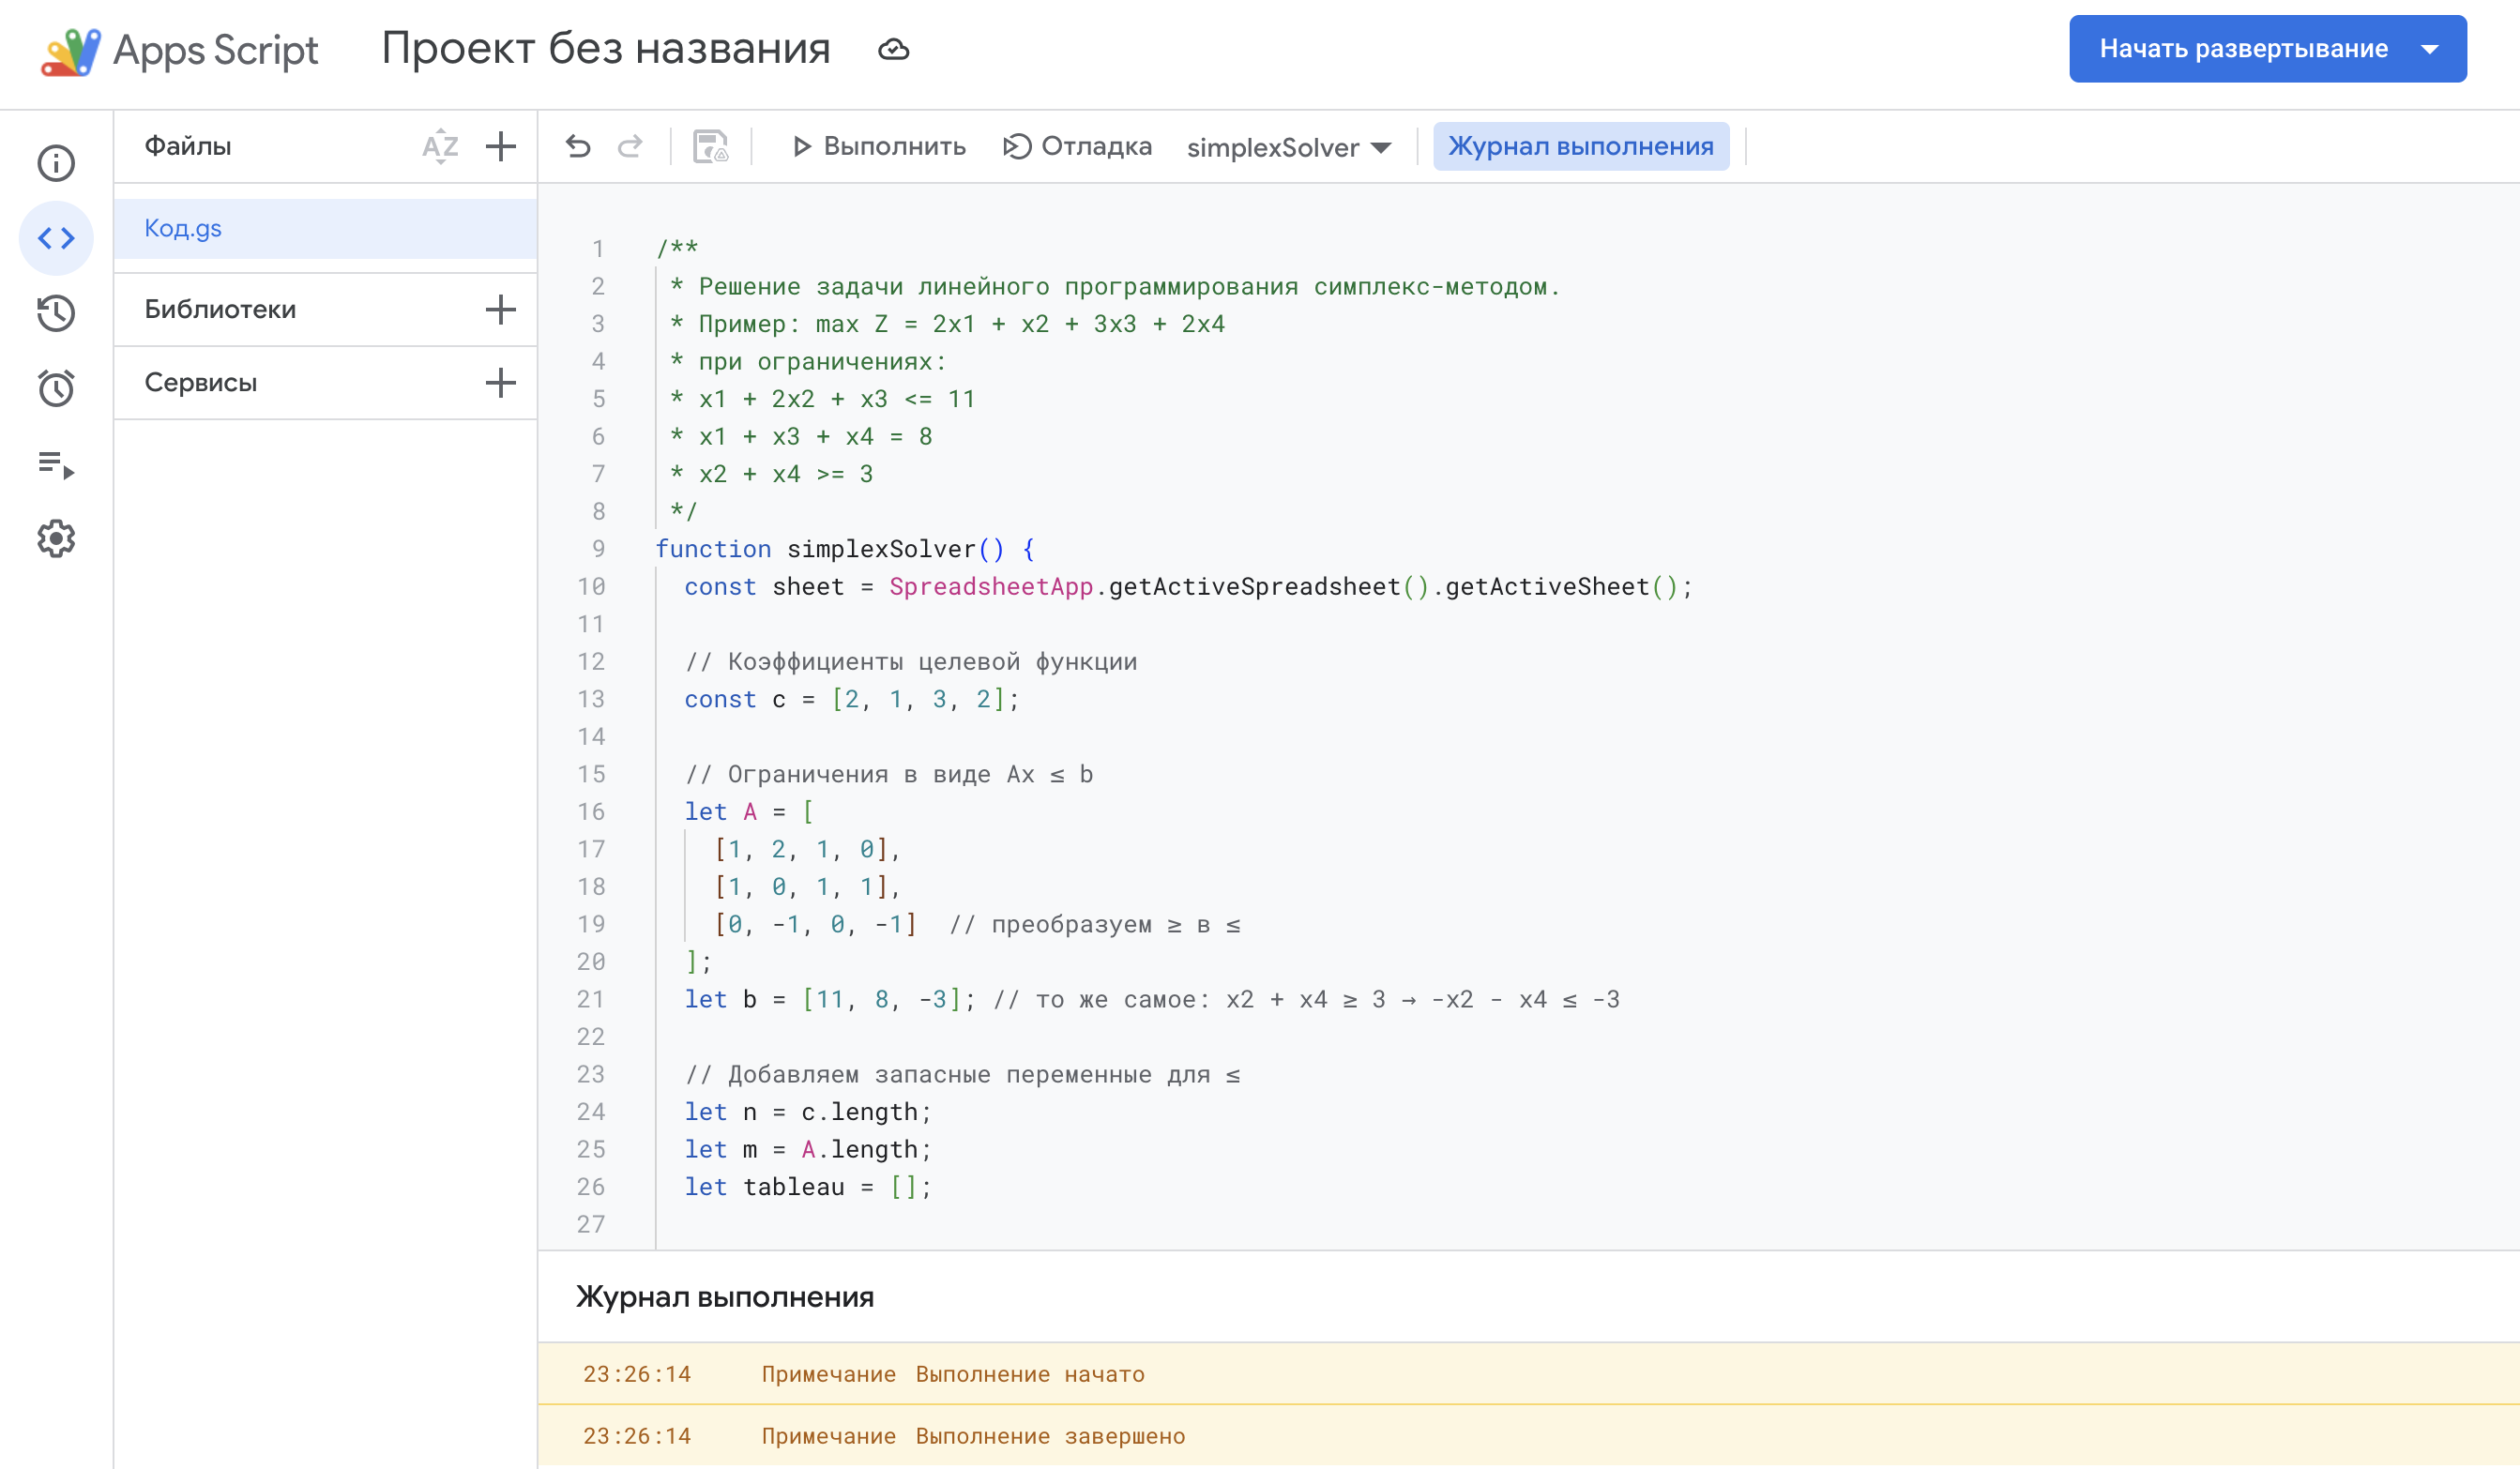 Apps Script
Проект без названия
Начать развертывание
Файлы
AZ
Выполнить
Отладка
simplexSolver
Журнал выполнения
Код.gs
Библиотеки
Сервисы
1 /**
2 * Решение задачи линейного программирования симплекс-методом.
3 * Пример: max Z = 2x1 + x2 + 3x3 + 2x4
4 * при ограничениях:
5 * x1 + 2x2 + x3 <= 11
6 * x1 + x3 + x4 = 8
7 * x2 + x4 >= 3
8 */
9 function simplexSolver() {
10 const sheet = SpreadsheetApp.getActiveSpreadsheet().getActiveSheet();
11
12 // Коэффициенты целевой функции
13 const c = [2, 1, 3, 2];
14
15 // Ограничения в виде Ax ≤ b
16 let A = [
17 [1, 2, 1, 0],
18 [1, 0, 1, 1],
19 [0, -1, 0, -1] // преобразуем ≥ в ≤
20 ];
21 let b = [11, 8, -3]; // то же самое: x2 + x4 ≥ 3 → -x2 - x4 ≤ -3
22
23 // Добавляем запасные переменные для ≤
24 let n = c.length;
25 let m = A.length;
26 let tableau = [];
27
Журнал выполнения
23:26:14 Примечание Выполнение начато
23:26:14 Примечание Выполнение завершено